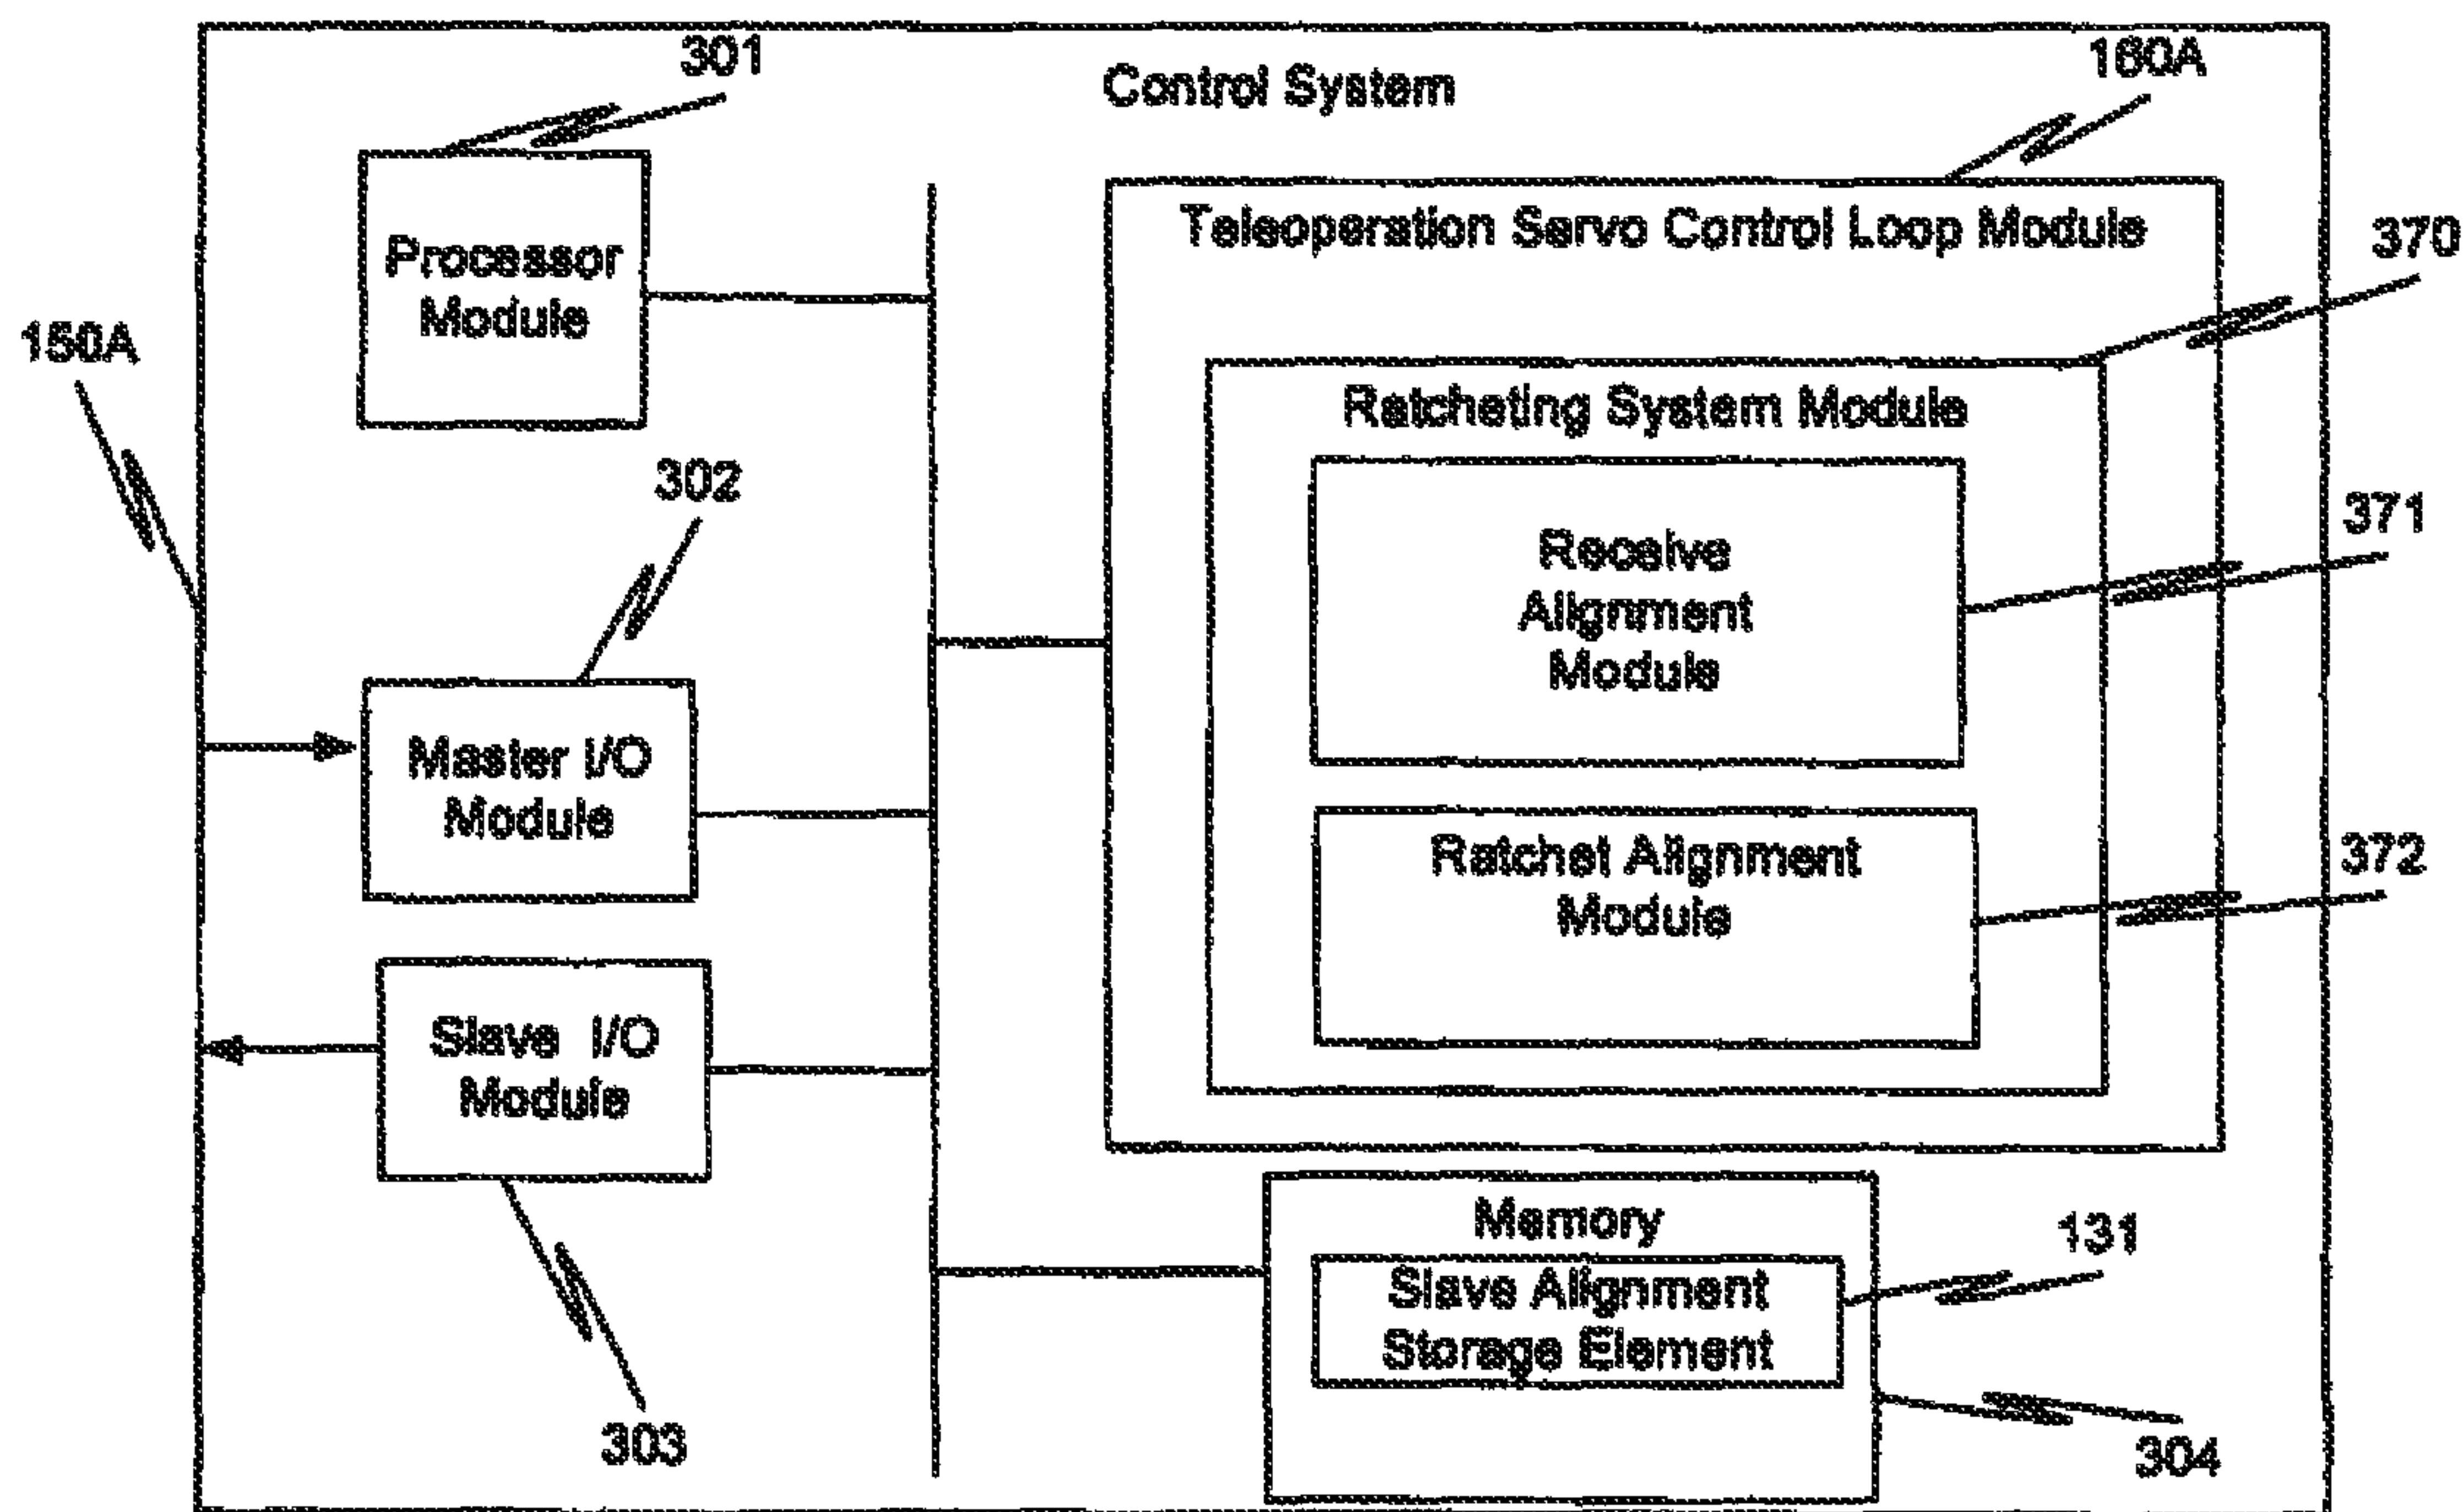 301
Control System
160A
Processor
Module
Teleoperation Servo Control Loop Module
370
150A
Ratcheting System Module
302
371
Receive
Alignment
Module
Master I/O
Module
Ratchet Alignment
Module
372
Slave I/O
Module
Memory
131
Slave Alignment
Storage Element
303
304